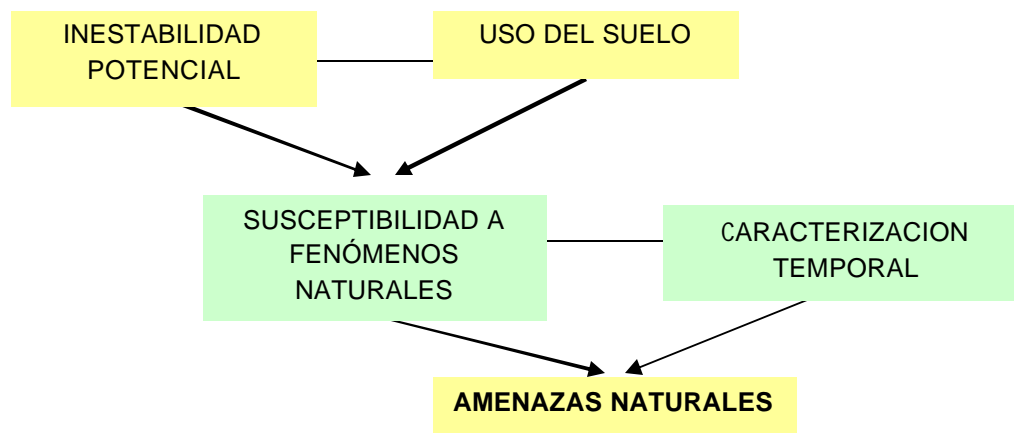 INESTABILIDAD
POTENCIAL
USO DEL SUELO
SUSCEPTIBILIDAD A
FENÓMENOS
NATURALES
CARACTERIZACION
TEMPORAL
AMENAZAS NATURALES